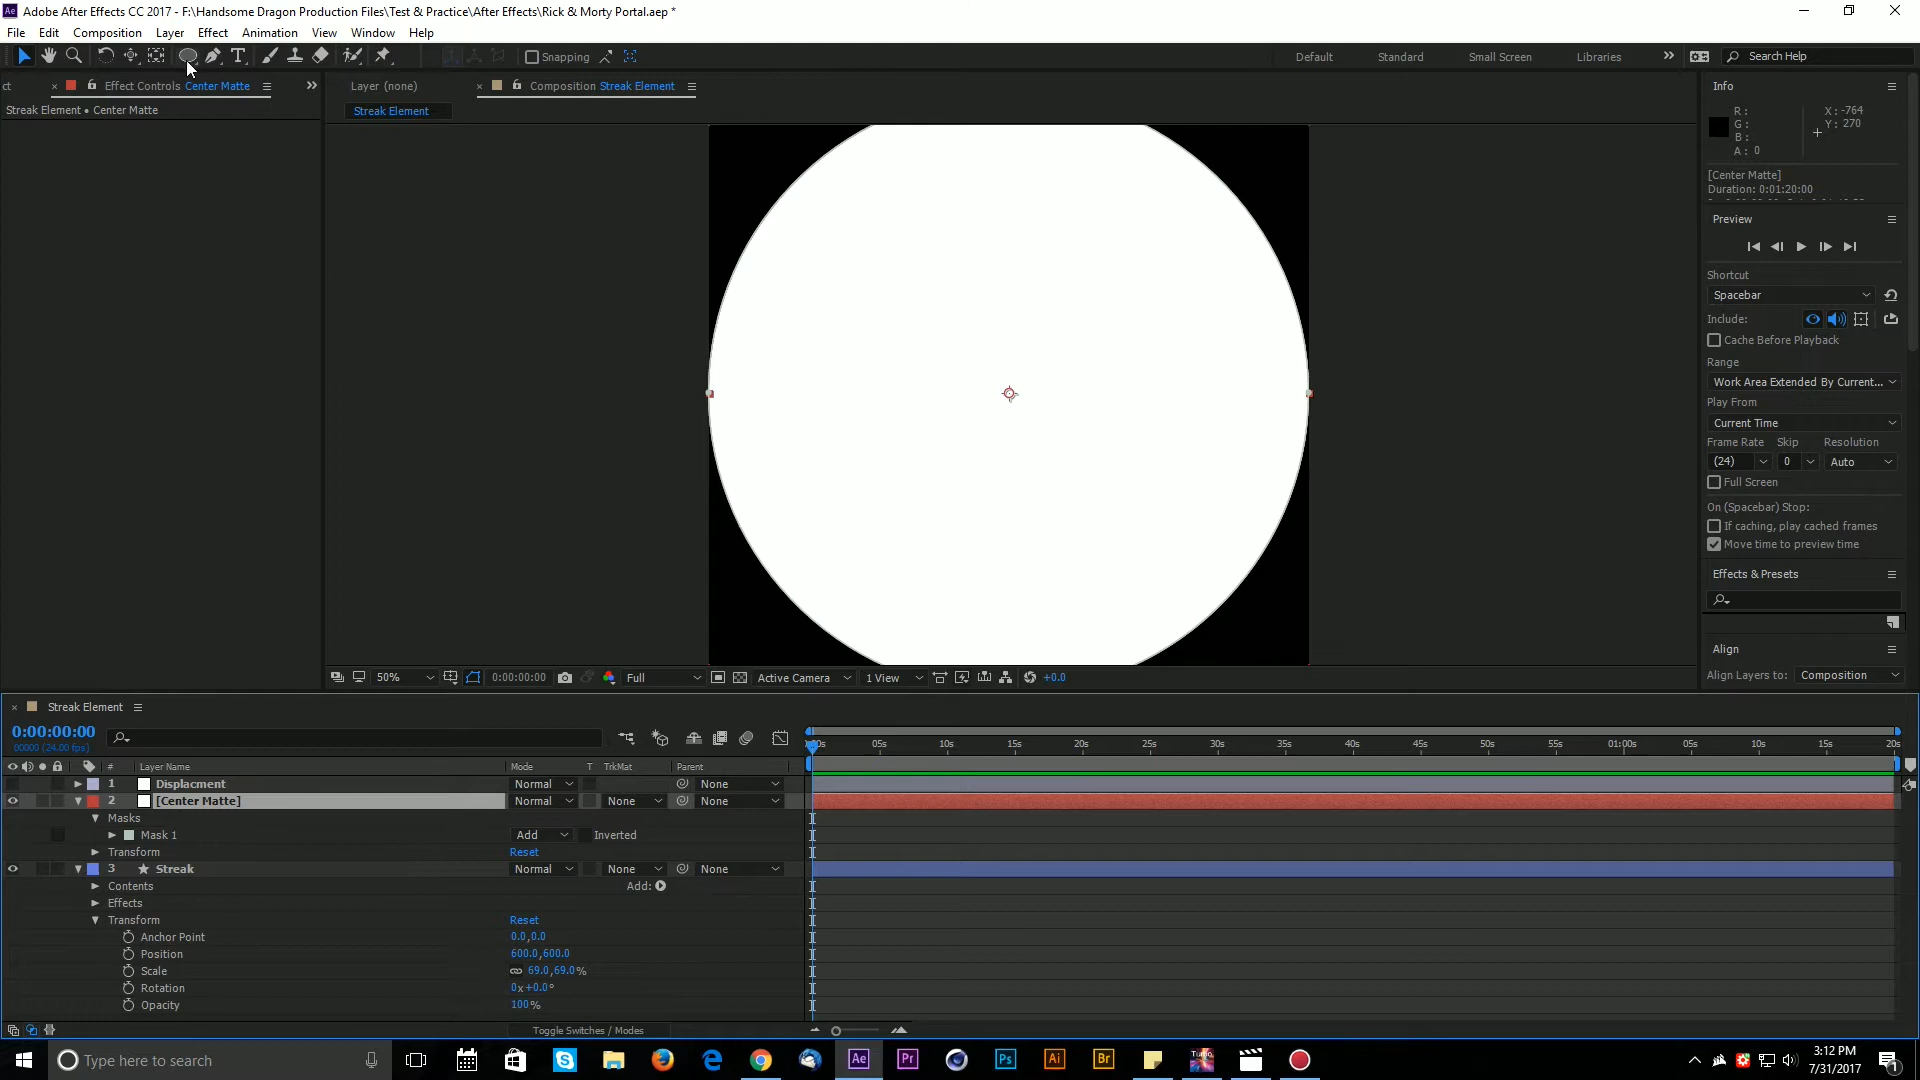 Ae Adobe After Effects CC 2017 - F:\Handsome Dragon Production Files\Test & Practice\After Effects\Rick & Morty Portal.aep *
File Edit Composition Layer Effect Animation View Window Help
Snapping Default Standard Small Screen Libraries Search Help
ct Effect Controls Center Matte Layer (none) Composition Streak Element Info
Streak Element • Center Matte Streak Element
R : X : -764
G : Y : 270
B :
A : 0
[Center Matte]
Duration: 0:01:20:00
Preview
Shortcut
Spacebar
Include:
Cache Before Playback
Range
Work Area Extended By Current...
Play From
Current Time
Frame Rate Skip Resolution
(24) 0 Auto
Full Screen
On (Spacebar) Stop:
If caching, play cached frames
Move time to preview time
Effects & Presets
Align
Align Layers to: Composition
50% 0:00:00:00 Full Active Camera 1 View +0.0
Streak Element
0:00:00:00
00000 (24.00 fps)
:00s 05s 10s 15s 20s 25s 30s 35s 40s 45s 50s 55s 01:00s 05s 10s 15s 20s
# Layer Name Mode T TrkMat Parent
1 Displacment Normal None
2 [Center Matte] Normal None None
Masks
Mask 1 Add Inverted
Transform Reset
3 Streak Normal None None
Contents Add:
Effects
Transform Reset
Anchor Point 0.0,0.0
Position 600.0,600.0
Scale 69.0,69.0%
Rotation 0x+0.0°
Opacity 100%
Toggle Switches / Modes
Type here to search Ae Pr Ps Ai Br 3:12 PM
7/31/2017 1